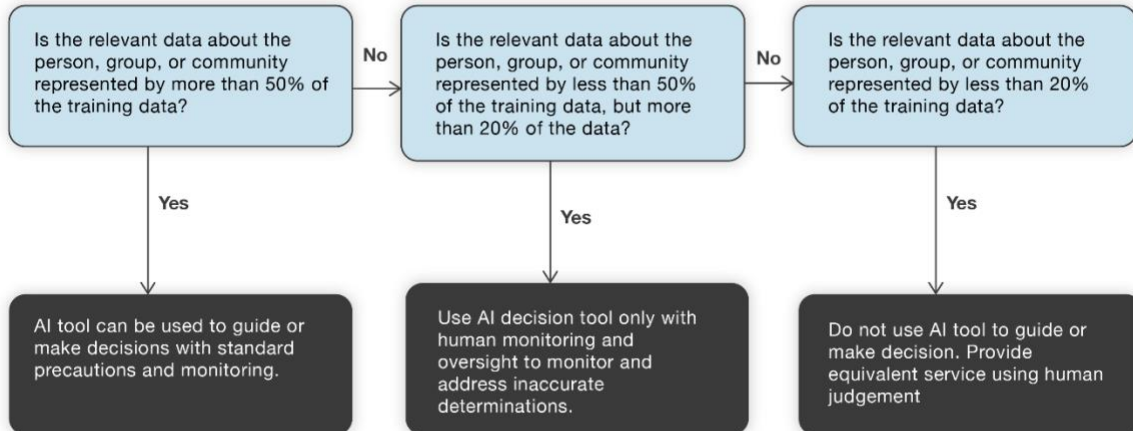 Is the relevant data about the
person, group, or community
represented by more than 50% of
the training data?
No
Is the relevant data about the
person, group, or community
represented by less than 50%
of the training data, but more
than 20% of the data?
No
Is the relevant data about the
person, group, or community
represented by less than 20%
of the training data?
Yes
Yes
Yes
AI tool can be used to guide or
make decisions with standard
precautions and monitoring.
Use AI decision tool only with
human monitoring and
oversight to monitor and
address inaccurate
determinations.
Do not use AI tool to guide or
make decision. Provide
equivalent service using human
judgement